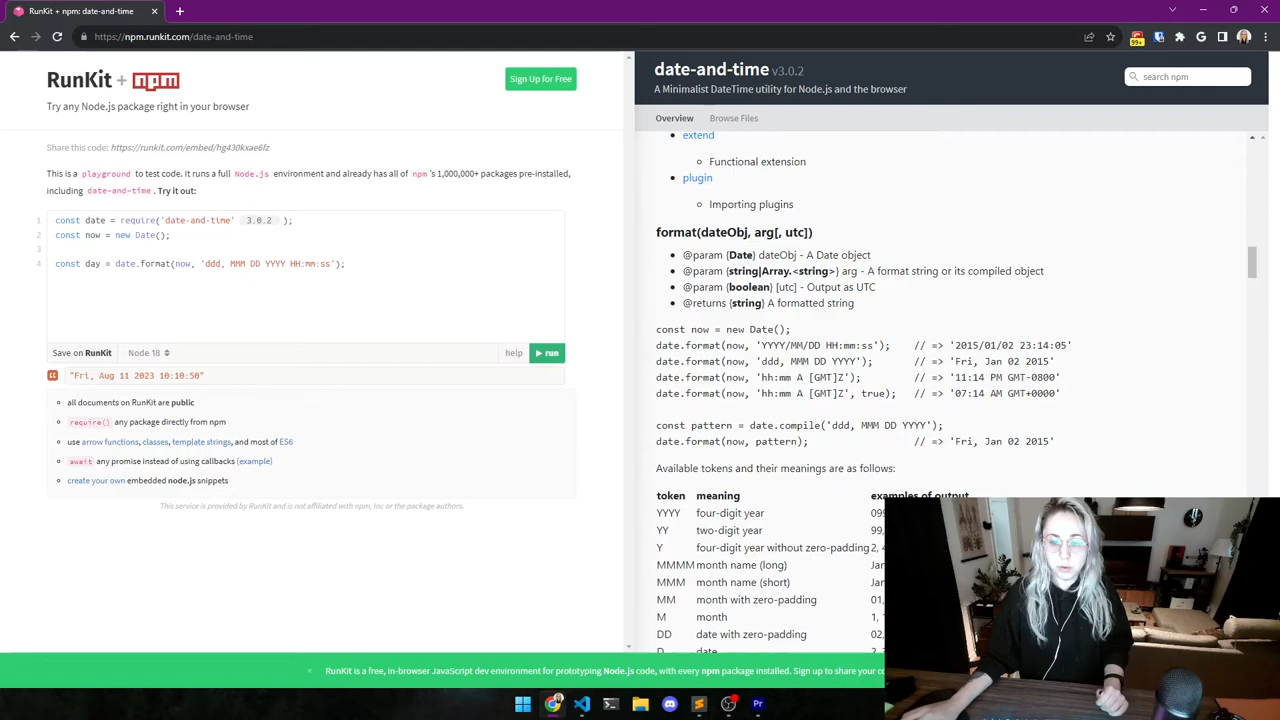 RunKit + npm: date-and-time
https://npm.runkit.com/date-and-time
99+
RunKit + npm
Sign Up for Free
Try any Node.js package right in your browser
Share this code: https://runkit.com/embed/hg430kxae6fz
This is a playground to test code. It runs a full Node.js environment and already has all of npm's 1,000,000+ packages pre-installed,
including date-and-time. Try it out:
1 const date = require('date-and-time' 3.0.2 );
2 const now = new Date();
3
4 const day = date.format(now, 'ddd, MMM DD YYYY HH:mm:ss');
Save on RunKit
Node 18
help
run
"Fri, Aug 11 2023 10:10:50"
all documents on RunKit are public
require() any package directly from npm
use arrow functions, classes, template strings, and most of ES6
await any promise instead of using callbacks (example)
create your own embedded node.js snippets
This service is provided by RunKit and is not affiliated with npm, Inc or the package authors.
date-and-time v3.0.2
search npm
A Minimalist DateTime utility for Node.js and the browser
Overview
Browse Files
extend
Functional extension
plugin
Importing plugins
format(dateObj, arg[, utc])
@param {Date} dateObj - A Date object
@param {string|Array.<string>} arg - A format string or its compiled object
@param {boolean} [utc] - Output as UTC
@returns {string} A formatted string
const now = new Date();
date.format(now, 'YYYY/MM/DD HH:mm:ss'); // => '2015/01/02 23:14:05'
date.format(now, 'ddd, MMM DD YYYY'); // => 'Fri, Jan 02 2015'
date.format(now, 'hh:mm A [GMT]Z'); // => '11:14 PM GMT-0800'
date.format(now, 'hh:mm A [GMT]Z', true); // => '07:14 AM GMT+0000'
const pattern = date.compile('ddd, MMM DD YYYY');
date.format(now, pattern); // => 'Fri, Jan 02 2015'
Available tokens and their meanings are as follows:
token meaning examples of output
YYYY four-digit year
YY two-digit year 99,
Y four-digit year without zero-padding 2,
MMMM month name (long)
MMM month name (short)
MM month with zero-padding 01,
M month 1,
DD date with zero-padding 02,
D date 2,
RunKit is a free, in-browser JavaScript dev environment for prototyping Node.js code, with every npm package installed. Sign up to share your
Pr